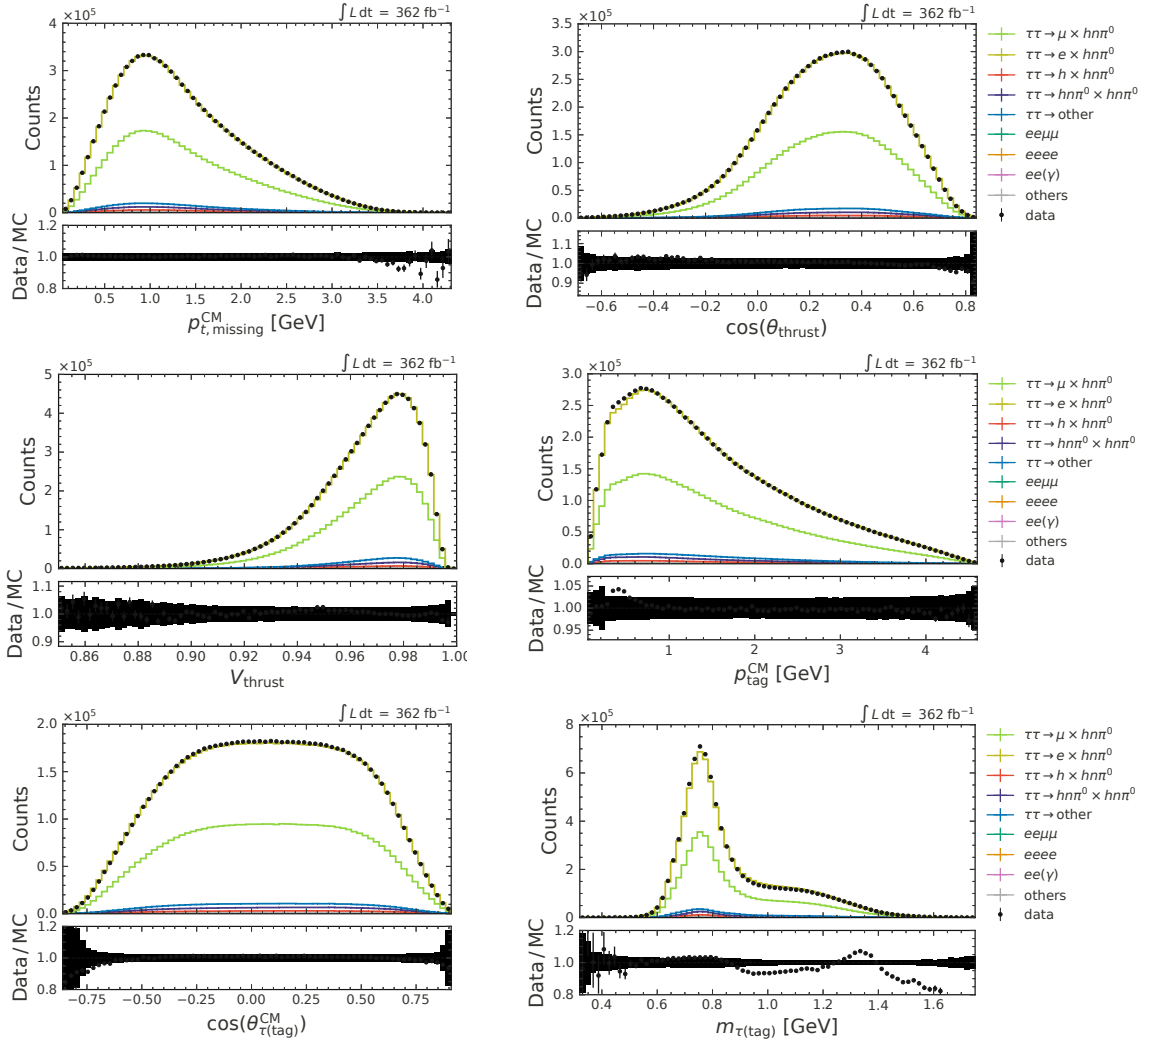 ×10⁵
∫ L dt = 362 fb⁻¹
4
3
2
1
0
Counts
1.2
1.0
0.8
Data / MC
0.5 1.0 1.5 2.0 2.5 3.0 3.5 4.0
p^CM_t, missing [GeV]
×10⁵
∫ L dt = 362 fb⁻¹
3.0
2.5
2.0
1.5
1.0
0.5
0.0
Counts
1.1
1.0
0.9
Data / MC
−0.6 −0.4 −0.2 0.0 0.2 0.4 0.6 0.8
cos(θ_thrust)
ττ → μ × hnπ⁰
ττ → e × hnπ⁰
ττ → h × hnπ⁰
ττ → hnπ⁰ × hnπ⁰
ττ → other
eeμμ
eeee
ee(γ)
others
data
×10⁵
∫ L dt = 362 fb⁻¹
5
4
3
2
1
0
Counts
1.1
1.0
0.9
Data / MC
0.86 0.88 0.90 0.92 0.94 0.96 0.98 1.00
V_thrust
×10⁵
∫ L dt = 362 fb⁻¹
3.0
2.5
2.0
1.5
1.0
0.5
0.0
Counts
1.05
1.00
0.95
Data / MC
1 2 3 4
p^CM_tag [GeV]
ττ → μ × hnπ⁰
ττ → e × hnπ⁰
ττ → h × hnπ⁰
ττ → hnπ⁰ × hnπ⁰
ττ → other
eeμμ
eeee
ee(γ)
others
data
×10⁵
∫ L dt = 362 fb⁻¹
2.0
1.5
1.0
0.5
0.0
Counts
1.2
1.0
0.8
Data / MC
−0.75 −0.50 −0.25 0.00 0.25 0.50 0.75
cos(θ^CM_τ(tag))
×10⁵
∫ L dt = 362 fb⁻¹
8
6
4
2
0
Counts
1.2
1.0
0.8
Data / MC
0.4 0.6 0.8 1.0 1.2 1.4 1.6
m_τ(tag) [GeV]
ττ → μ × hnπ⁰
ττ → e × hnπ⁰
ττ → h × hnπ⁰
ττ → hnπ⁰ × hnπ⁰
ττ → other
eeμμ
eeee
ee(γ)
others
data